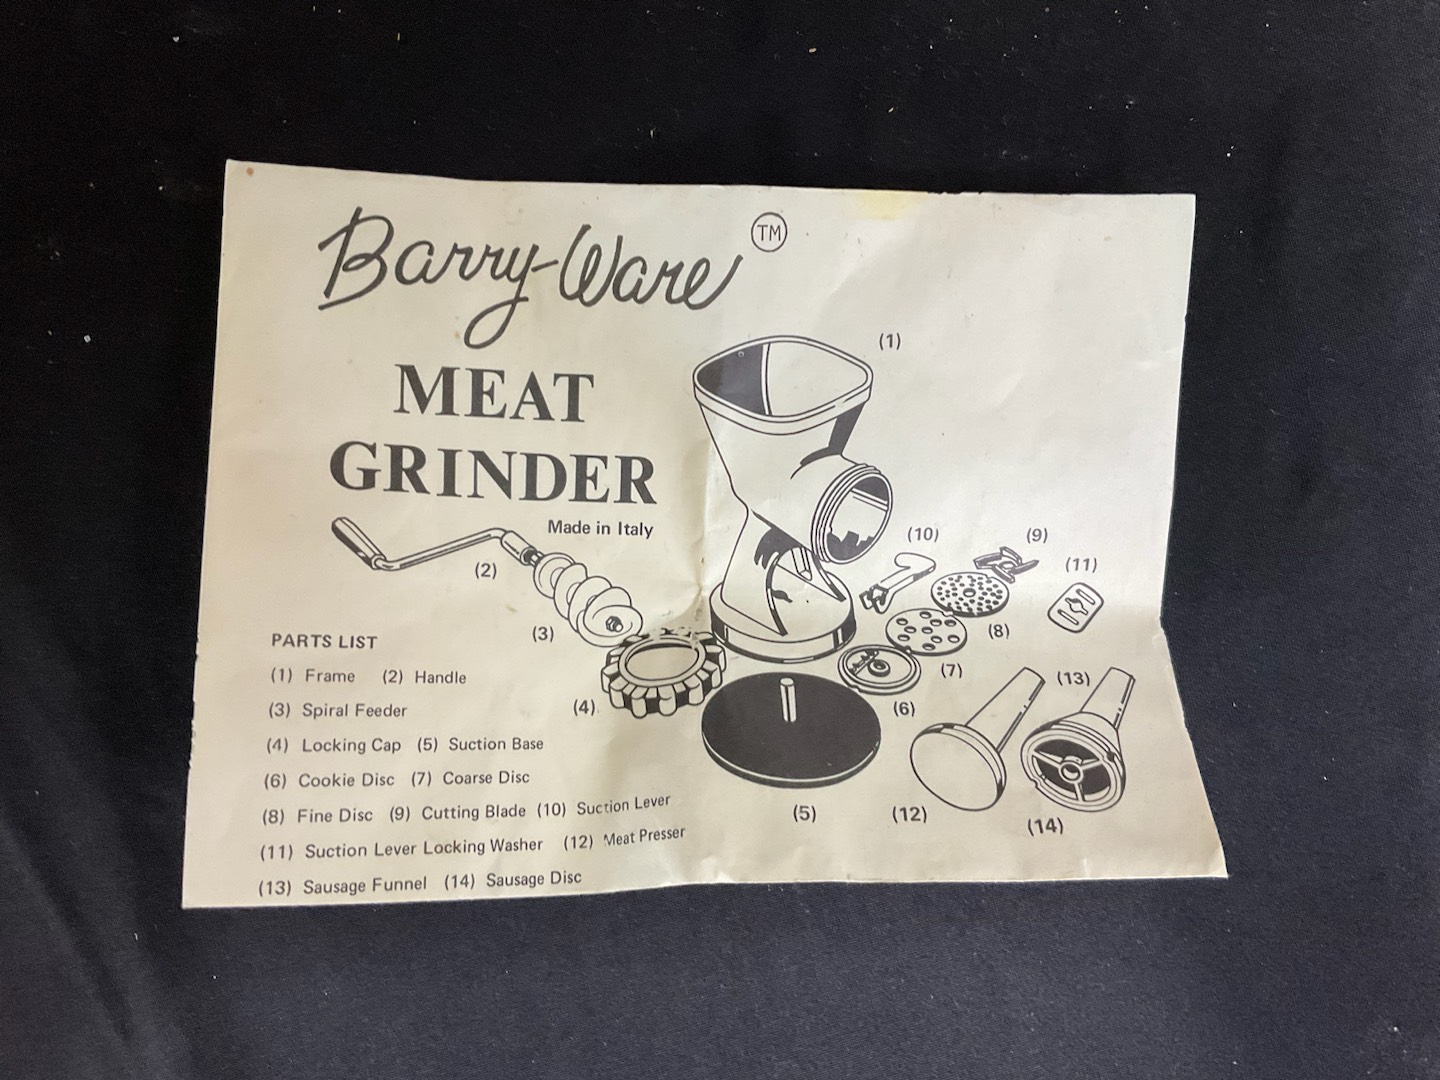 Barry-Ware TM
MEAT
GRINDER
Made in Italy
(1)
(2)
(3)
(4)
(5)
(6)
(7)
(8)
(9)
(10)
(11)
(12)
(13)
(14)
PARTS LIST
(1) Frame (2) Handle
(3) Spiral Feeder
(4) Locking Cap (5) Suction Base
(6) Cookie Disc (7) Coarse Disc
(8) Fine Disc (9) Cutting Blade (10) Suction Lever
(11) Suction Lever Locking Washer (12) Meat Presser
(13) Sausage Funnel (14) Sausage Disc